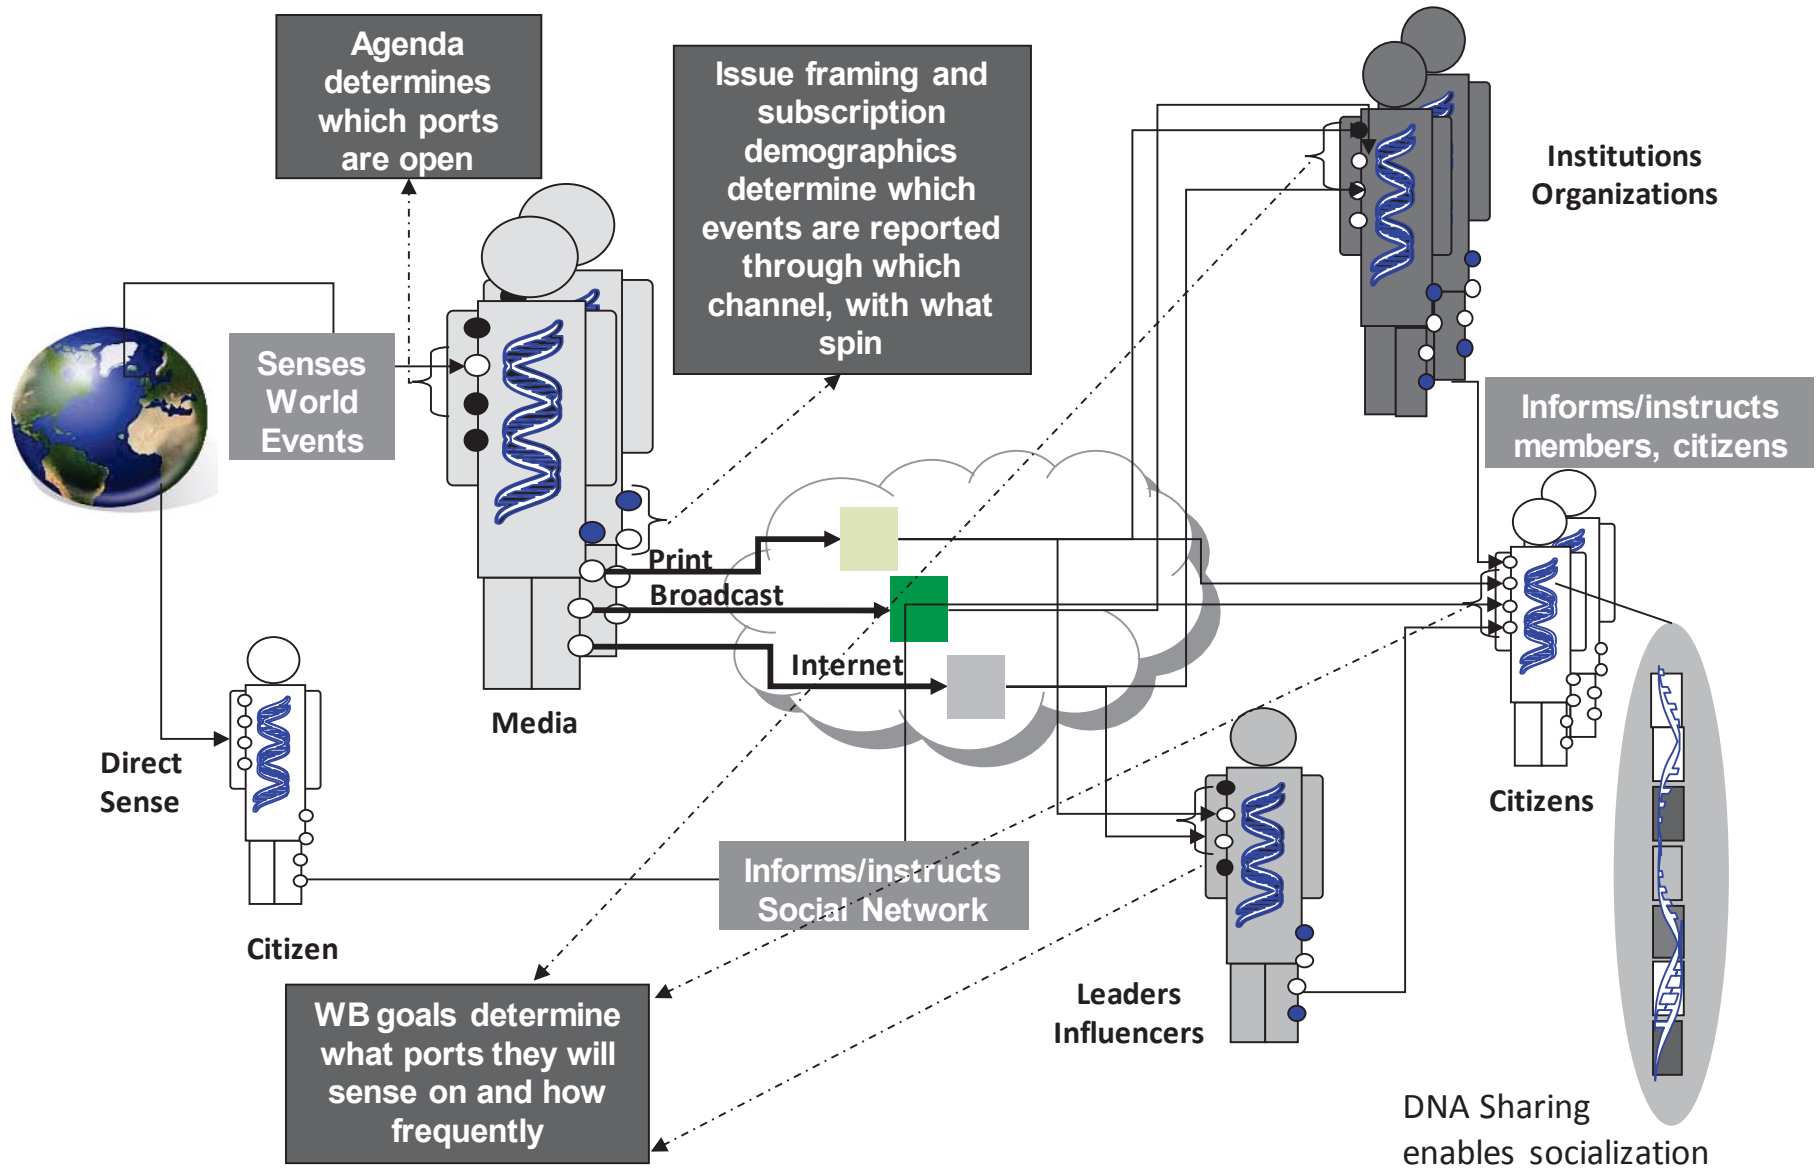 Agenda
determines
which ports
are open
Issue framing and
subscription
demographics
determine which
events are reported
through which
channel, with what
spin
Institutions
Organizations
Senses
World
Events
Informs/instructs
members, citizens
Print
Broadcast
Internet
Media
Direct
Sense
Citizens
Informs/instructs
Social Network
Citizen
Leaders
Influencers
WB goals determine
what ports they will
sense on and how
frequently
DNA Sharing
enables socialization